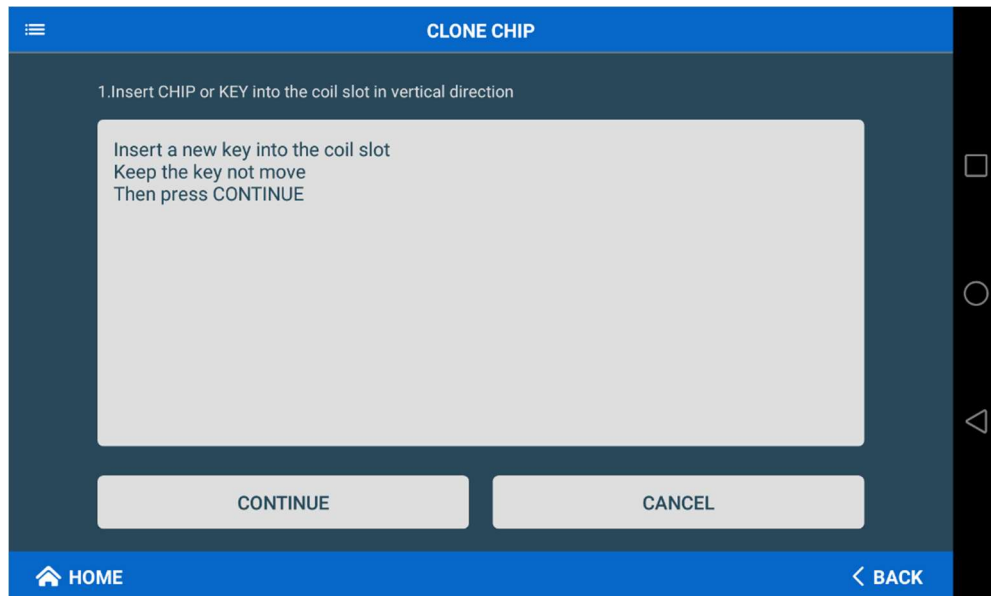 CLONE CHIP
1.Insert CHIP or KEY into the coil slot in vertical direction
Insert a new key into the coil slot
Keep the key not move
Then press CONTINUE
CONTINUE
CANCEL
HOME
BACK